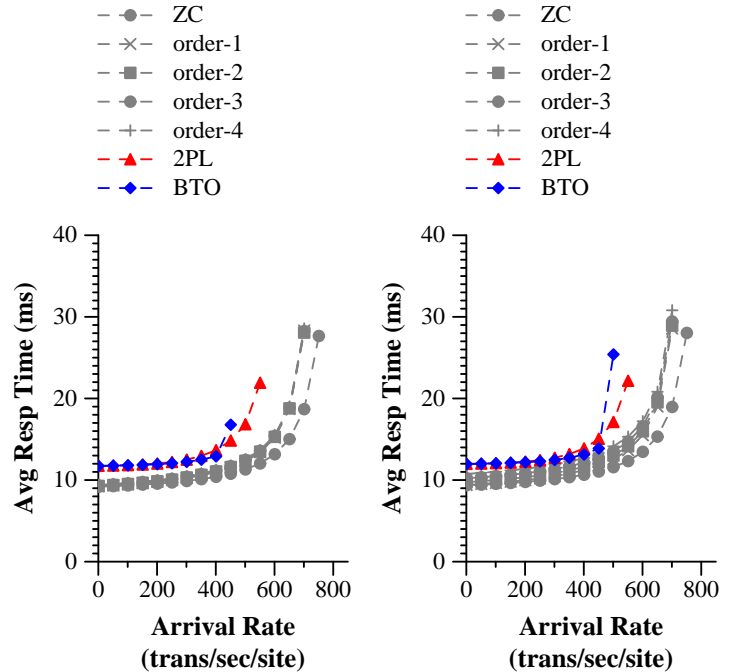 ZC
order-1
order-2
order-3
order-4
2PL
BTO
40
30
20
10
0
0 200 400 600 800
Avg Resp Time (ms)
Arrival Rate
(trans/sec/site)
ZC
order-1
order-2
order-3
order-4
2PL
BTO
40
30
20
10
0
0 200 400 600 800
Avg Resp Time (ms)
Arrival Rate
(trans/sec/site)